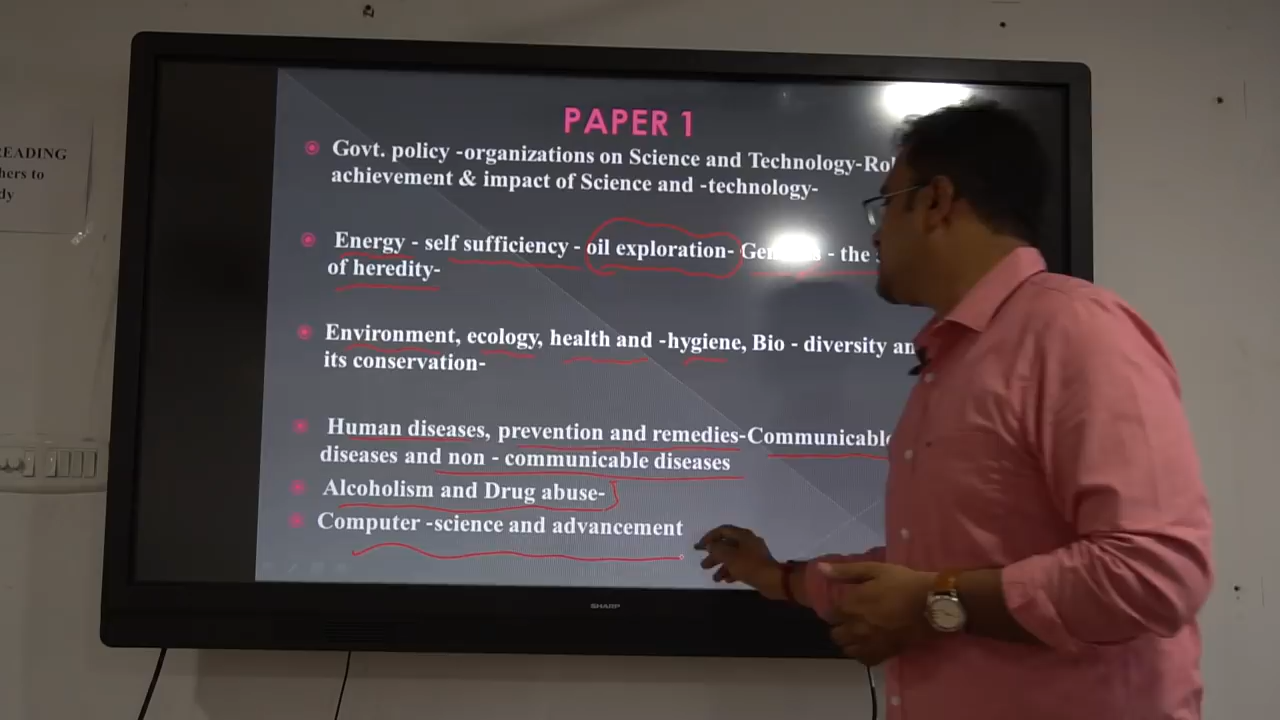 EADING
hers to
dy
PAPER 1
Govt. policy -organizations on Science and Technology-Ro
achievement & impact of Science and -technology-
Energy - self sufficiency - oil exploration- - the
of heredity-
Environment, ecology, health and -hygiene, Bio - diversity an
its conservation-
Human diseases, prevention and remedies-Communicabl
diseases and non - communicable diseases
Alcoholism and Drug abuse-
Computer -science and advancement
SHARP